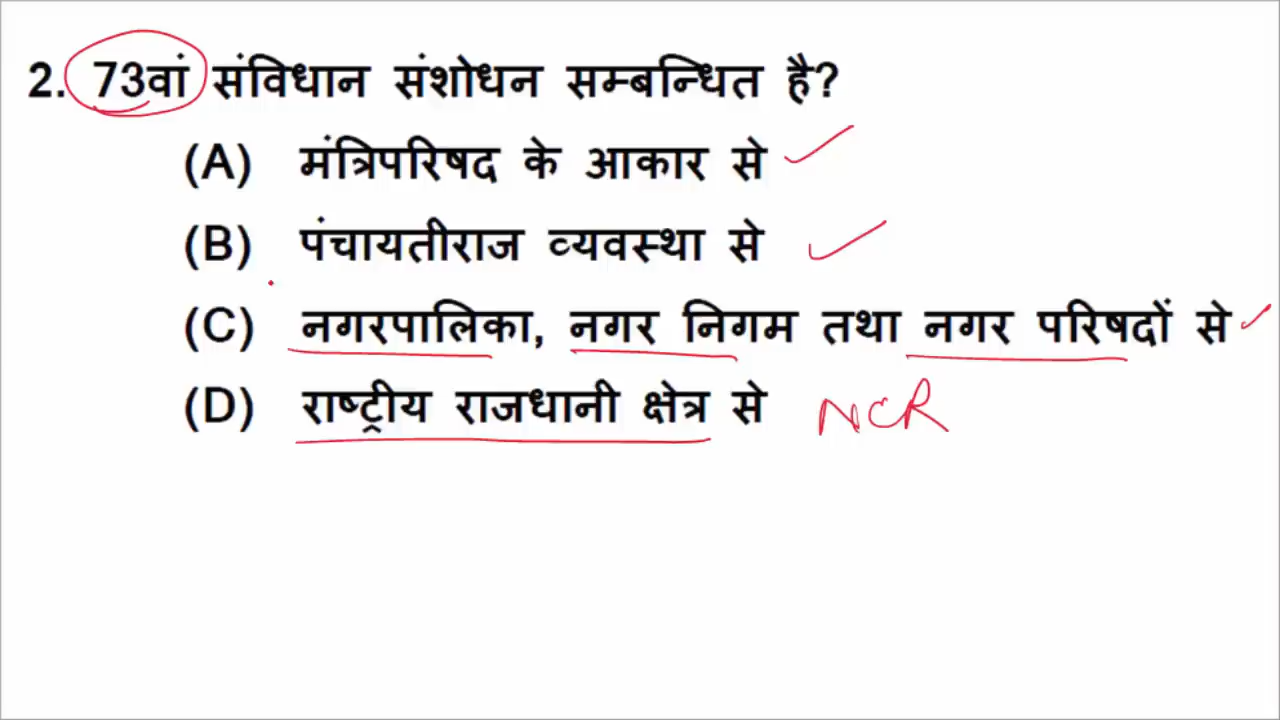 2. 73वां संविधान संशोधन सम्बन्धित है?
(A) मंत्रिपरिषद के आकार से
(B) पंचायतीराज व्यवस्था से
(C) नगरपालिका, नगर निगम तथा नगर परिषदों से
(D) राष्ट्रीय राजधानी क्षेत्र से NCR